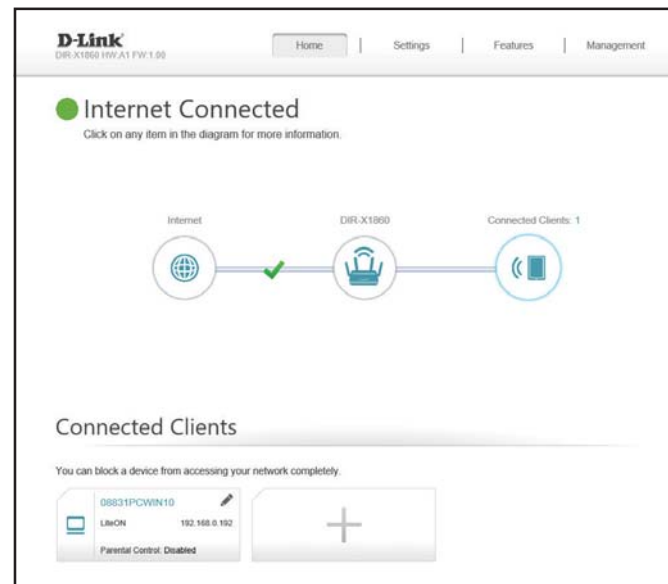 D-Link
DIR-X1860 HW:A1 FW:1.00
Home | Settings | Features | Management
Internet Connected
Click on any item in the diagram for more information.
Internet DIR-X1860 Connected Clients: 1
Connected Clients
You can block a device from accessing your network completely.
08831PCWIN10
LiteON 192.168.0.192
Parental Control: Disabled